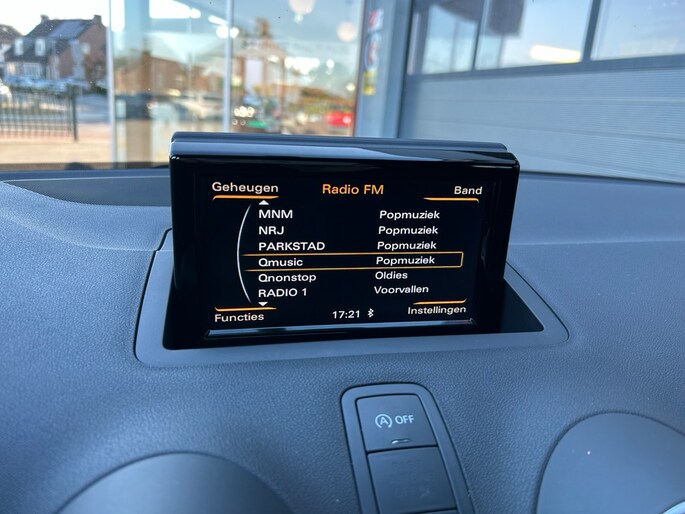 Geheugen Radio FM Band
MNM Popmuziek
NRJ Popmuziek
PARKSTAD Popmuziek
Qmusic Popmuziek
Qnonstop Oldies
RADIO 1 Voorvallen
Functies 17:21 Instellingen
A OFF